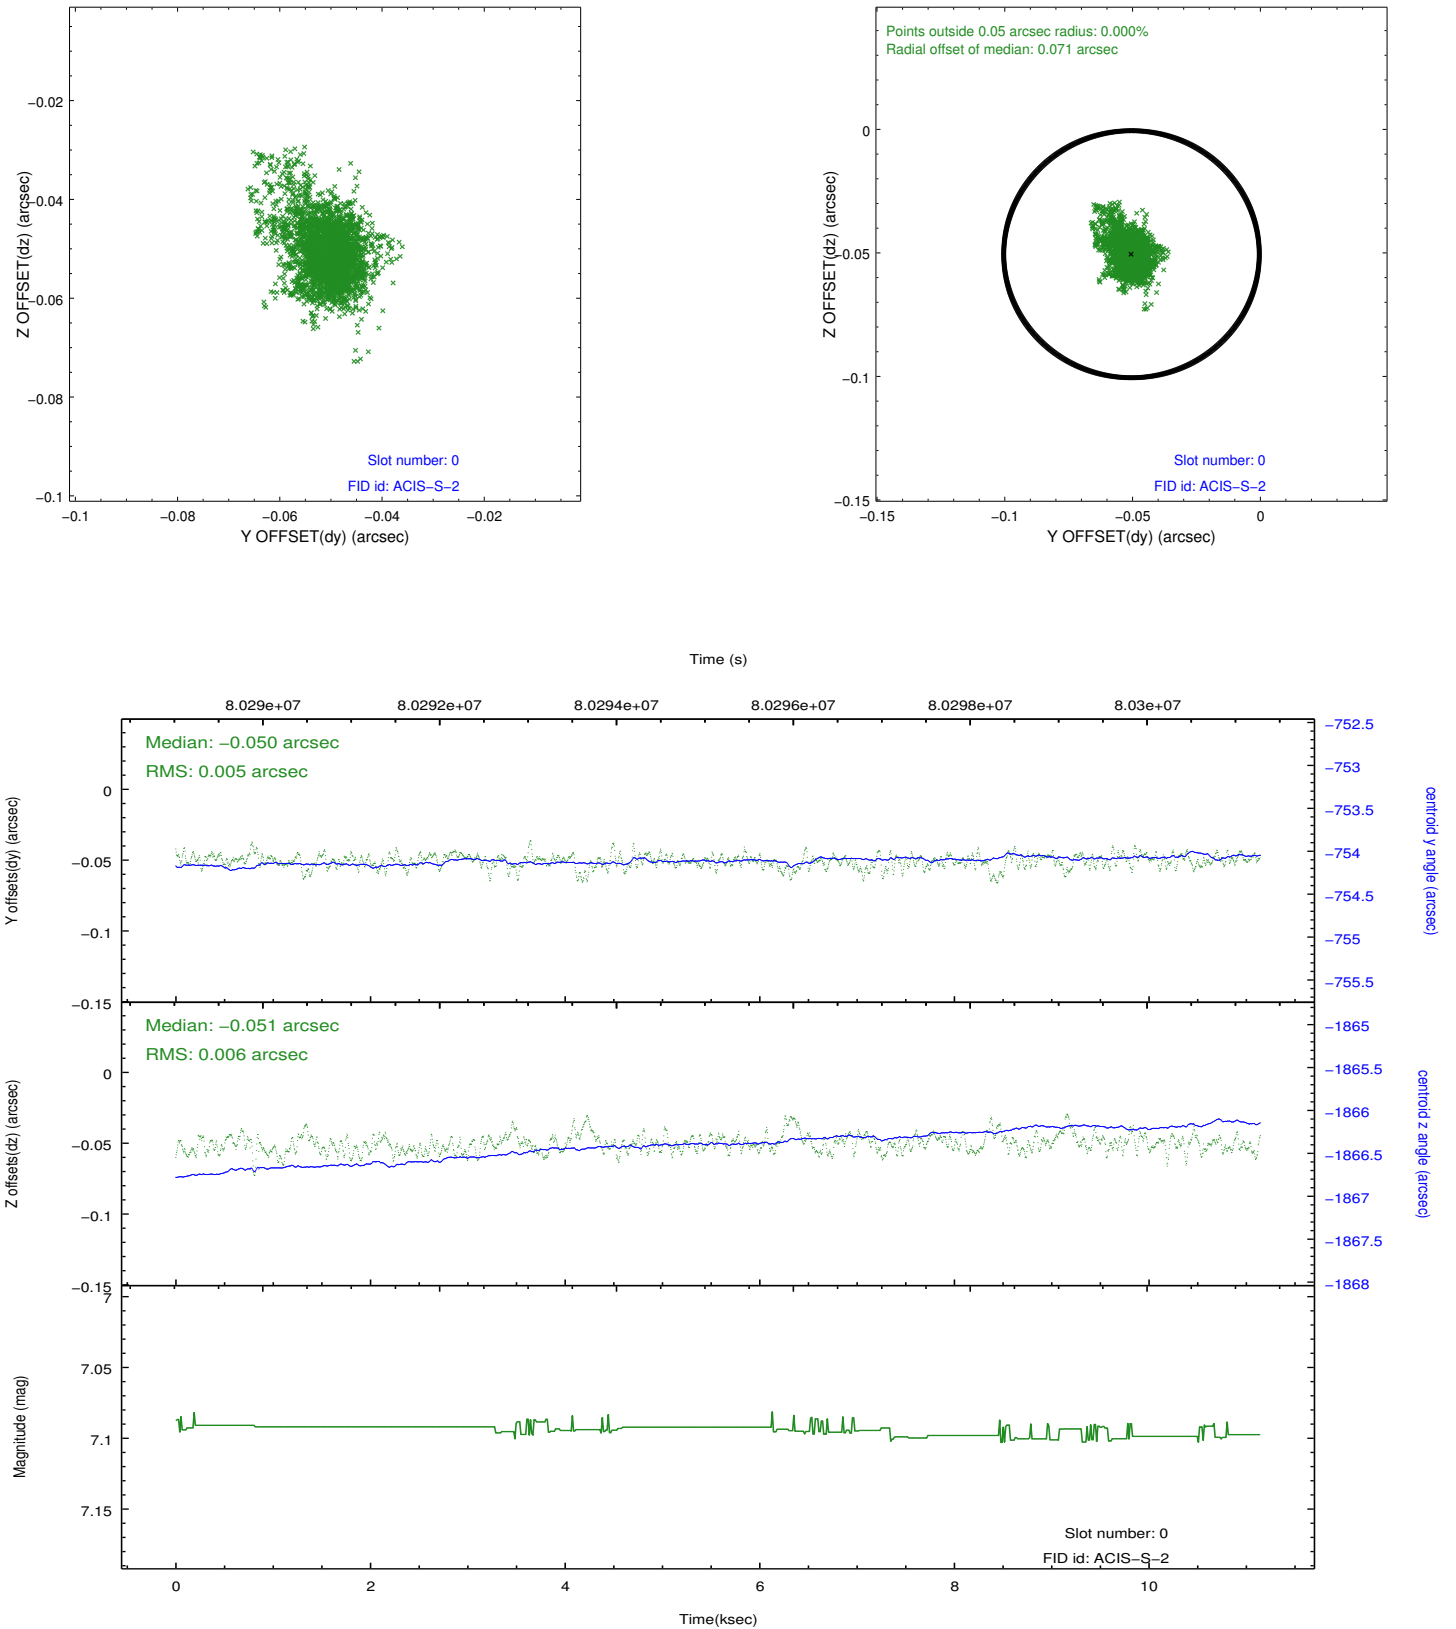 −0.02
−0.04
−0.06
−0.08
−0.1
Z OFFSET(dz) (arcsec)
Slot number: 0
FID id: ACIS−S−2
−0.1
−0.08
−0.06
−0.04
−0.02
Y OFFSET(dy) (arcsec)
Points outside 0.05 arcsec radius: 0.000%
Radial offset of median: 0.071 arcsec
0
−0.05
−0.1
−0.15
Z OFFSET(dz) (arcsec)
Slot number: 0
FID id: ACIS−S−2
−0.15
−0.1
−0.05
0
Y OFFSET(dy) (arcsec)
Time (s)
8.029e+07
8.0292e+07
8.0294e+07
8.0296e+07
8.0298e+07
8.03e+07
Median: −0.050 arcsec
RMS: 0.005 arcsec
0
−0.05
−0.1
−0.15
Y offsets(dy) (arcsec)
−752.5
−753
−753.5
−754
−754.5
−755
−755.5
centroid y angle (arcsec)
Median: −0.051 arcsec
RMS: 0.006 arcsec
0
−0.05
−0.1
−0.15
Z offsets(dz) (arcsec)
−1865
−1865.5
−1866
−1866.5
−1867
−1867.5
−1868
centroid z angle (arcsec)
7
7.05
7.1
7.15
Magnitude (mag)
Slot number: 0
FID id: ACIS−S−2
0
2
4
6
8
10
Time(ksec)